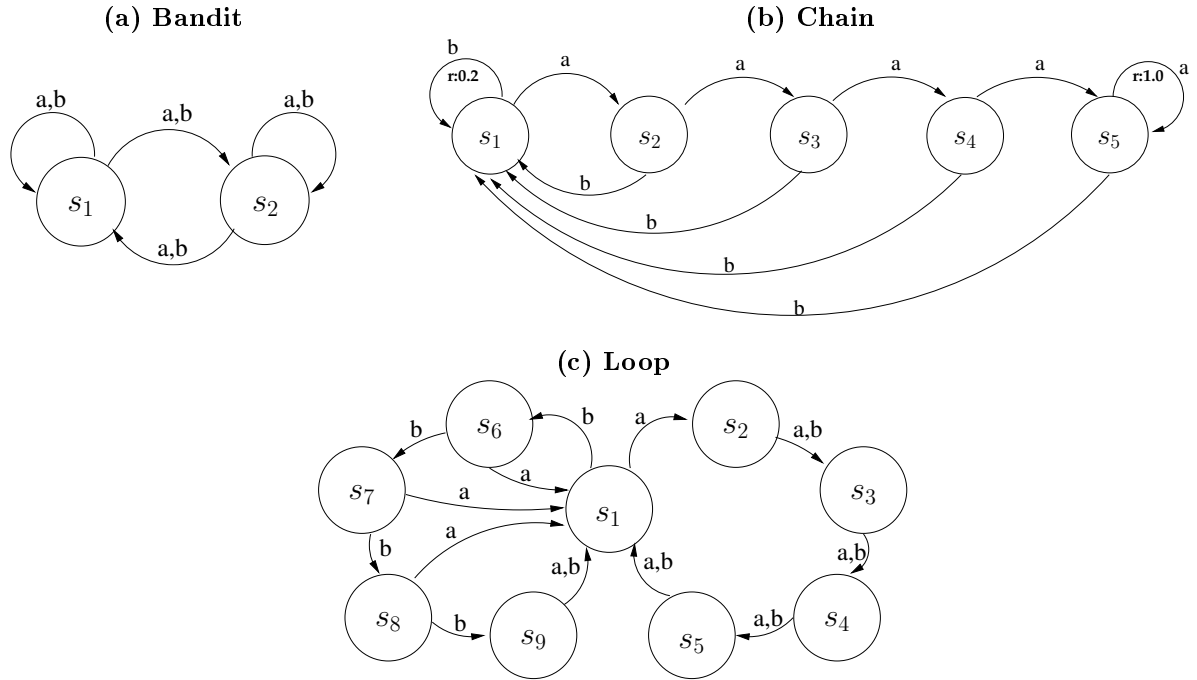 (a) Bandit
a,b
a,b
a,b
s1
s2
a,b
(b) Chain
b
r:0.2
a
a
a
a
r:1.0
a
s1
s2
s3
s4
s5
b
b
b
b
(c) Loop
s6
b
a
s2
b
a
a,b
s7
a
s1
s3
b
a
a,b
a,b
a,b
s8
b
s9
s5
a,b
s4